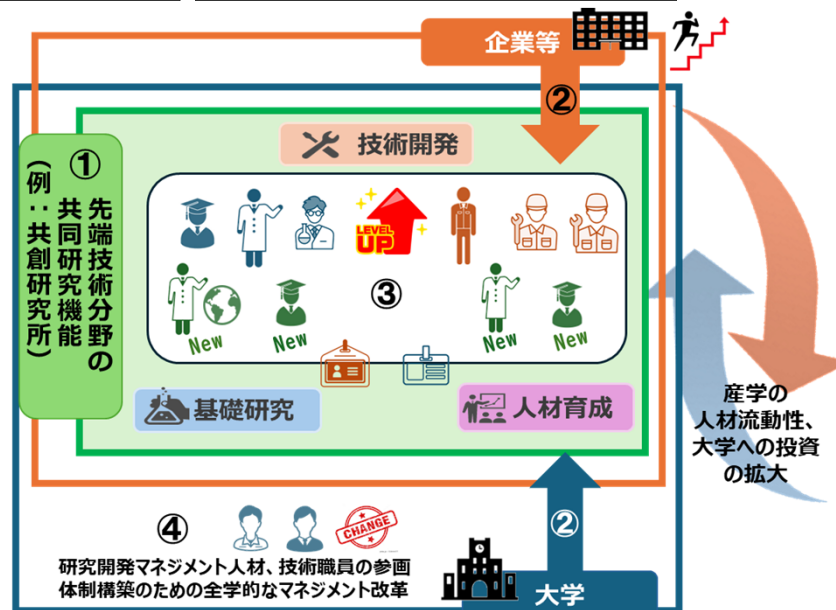 企業等
②
技術開発
①
先端技術分野の
共同研究機能
(例：共創研究所)
LEVEL
UP
③
New
New
New
New
基礎研究
人材育成
産学の
人材流動性、
大学への投資
の拡大
④
CHANGE
研究開発マネジメント人材、技術職員の参画
体制構築のための全学的なマネジメント改革
②
大学